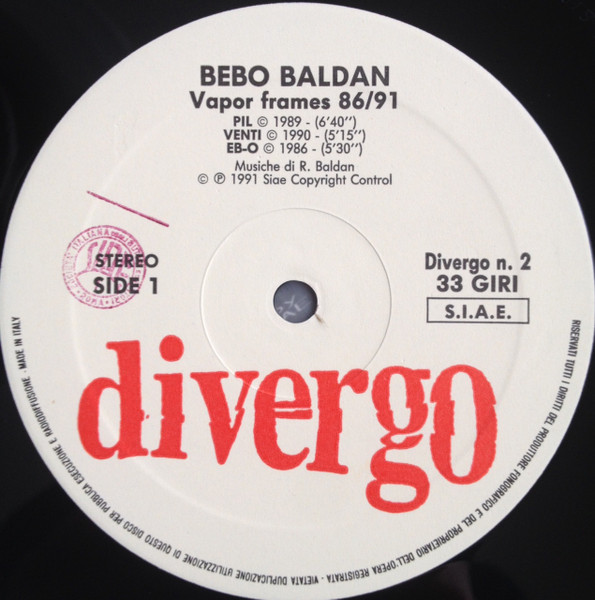 BEBO BALDAN
Vapor frames 86/91
PIL © 1989 - (6'40'')
VENTI © 1990 - (5'15'')
EB-O © 1986 - (5'30'')
Musiche di R. Baldan
© ℗ 1991 Siae Copyright Control
STEREO
SIDE 1
Divergo n. 2
33 GIRI
S.I.A.E.
divergo
RISERVATI TUTTI I DIRITTI DEL PRODUTTORE FONOGRAFICO E DEL PROPRIETARIO DELL'OPERA REGISTRATA - VIETATA DUPLICAZIONE UTILIZZAZIONE DI QUESTO DISCO PER PUBBLICA ESECUZIONE E RADIODIFFUSIONE - MADE IN ITALY